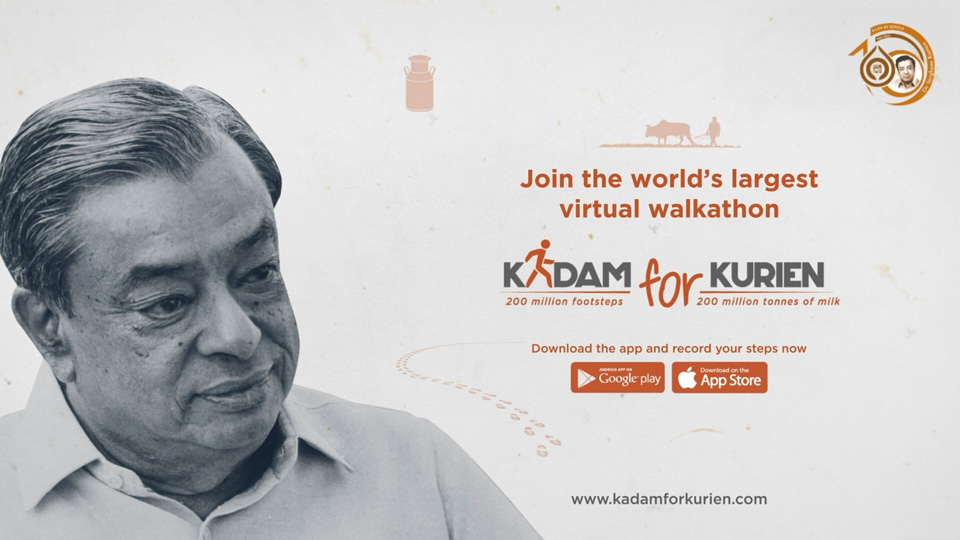 Join the world's largest
virtual walkathon
KADAM for KURIEN
200 million footsteps 200 million tonnes of milk
Download the app and record your steps now
ANDROID APP ON
Google play
Download on the
App Store
www.kadamforkurien.com